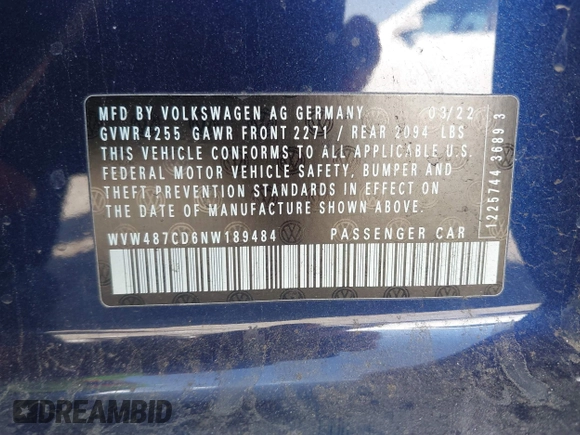 MFD BY VOLKSWAGEN AG GERMANY 03/22
GVWR 4255 GAWR FRONT 2271 / REAR 2094 LBS
THIS VEHICLE CONFORMS TO ALL APPLICABLE U.S.
FEDERAL MOTOR VEHICLE SAFETY, BUMPER AND
THEFT PREVENTION STANDARDS IN EFFECT ON
THE DATE OF MANUFACTURE SHOWN ABOVE.
WVW487CD6NW189484 PASSENGER CAR
1225744 3689 3
DREAMBID